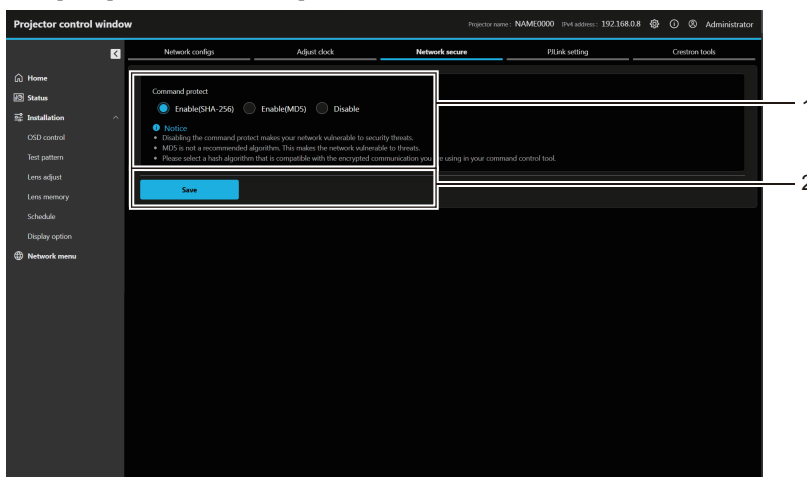 Projector control window
Projector name : NAME0000 IPv4 address : 192.168.0.8 Administrator
Network configs Adjust clock Network secure PJLink setting Crestron tools
Home
Status
Installation
OSD control
Test pattern
Lens adjust
Lens memory
Schedule
Display option
Network menu
Command protect
Enable(SHA-256) Enable(MD5) Disable
Notice
• Disabling the command protect makes your network vulnerable to security threats.
• MD5 is not a recommended algorithm. This makes the network vulnerable to threats.
• Please select a hash algorithm that is compatible with the encrypted communication you are using in your command control tool.
Save
1
2